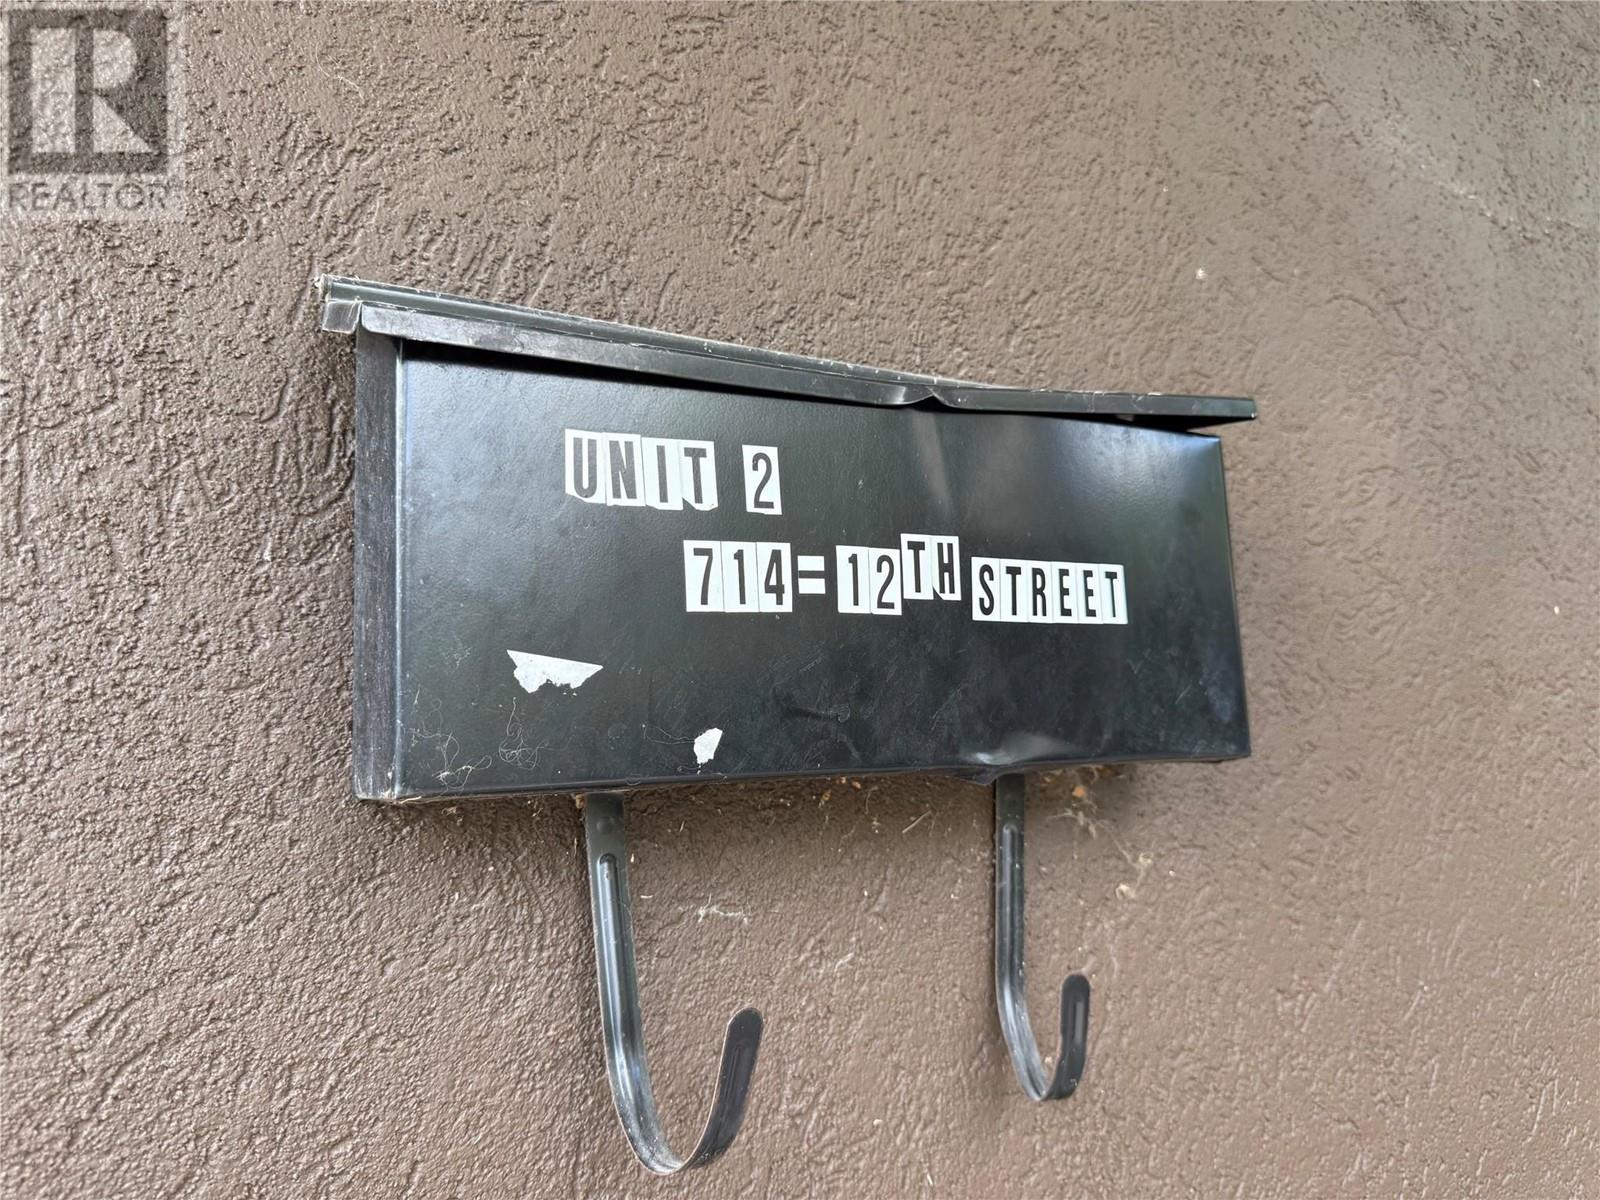 R
REALTOR
UNIT 2
714=12TH STREET